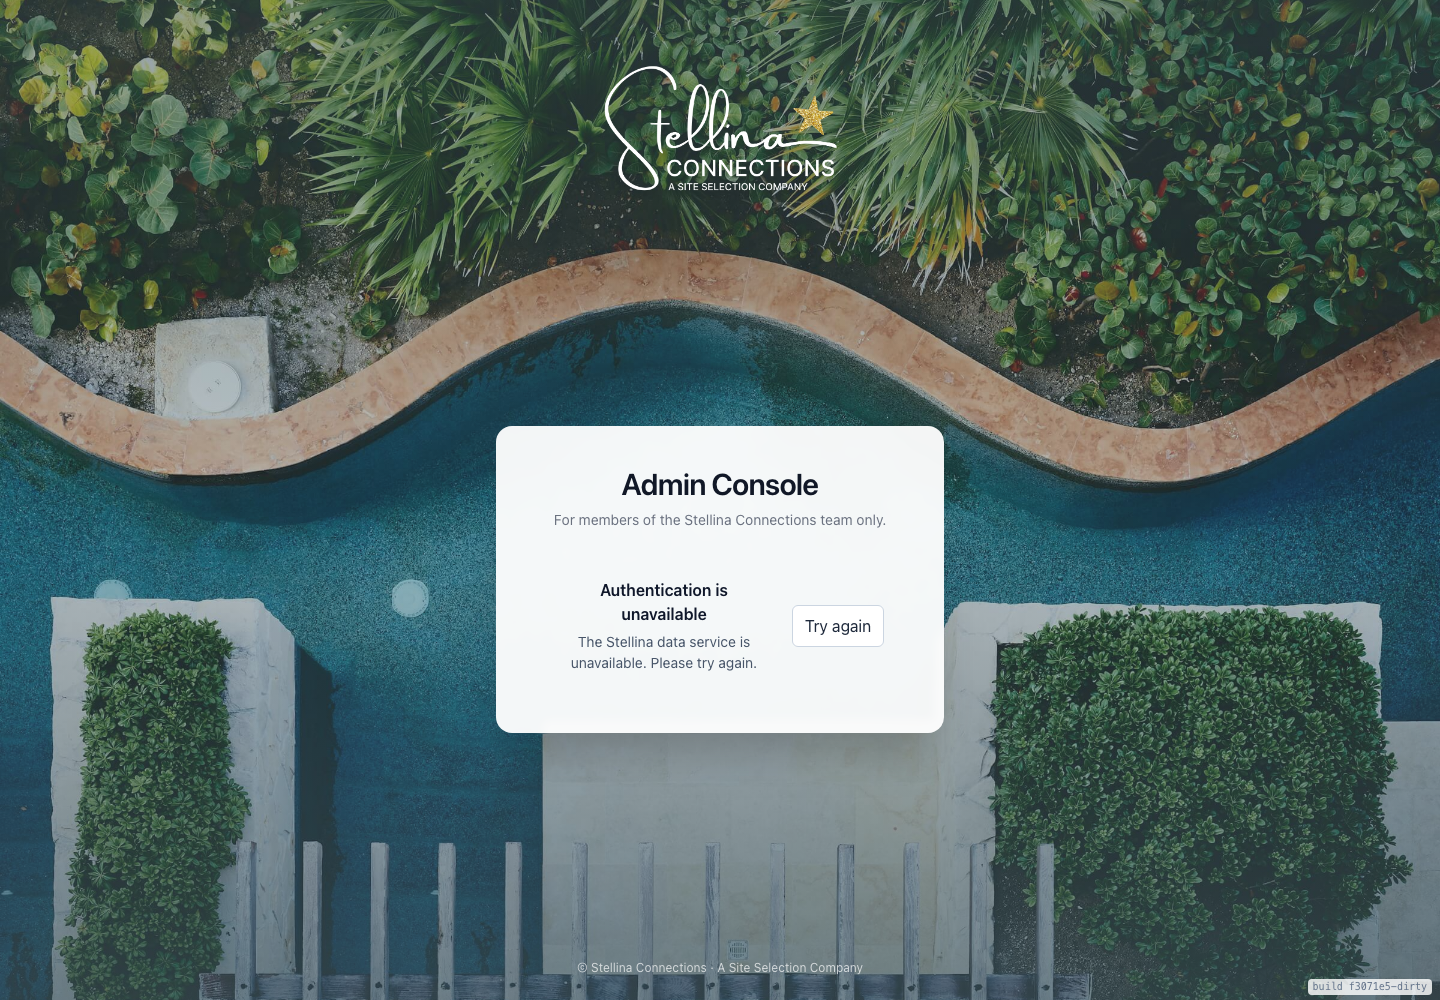 Stellina
CONNECTIONS
A SITE SELECTION COMPANY
Admin Console
For members of the Stellina Connections team only.
Authentication is
unavailable
The Stellina data service is
unavailable. Please try again.
Try again
© Stellina Connections · A Site Selection Company
build f3071e5-dirty